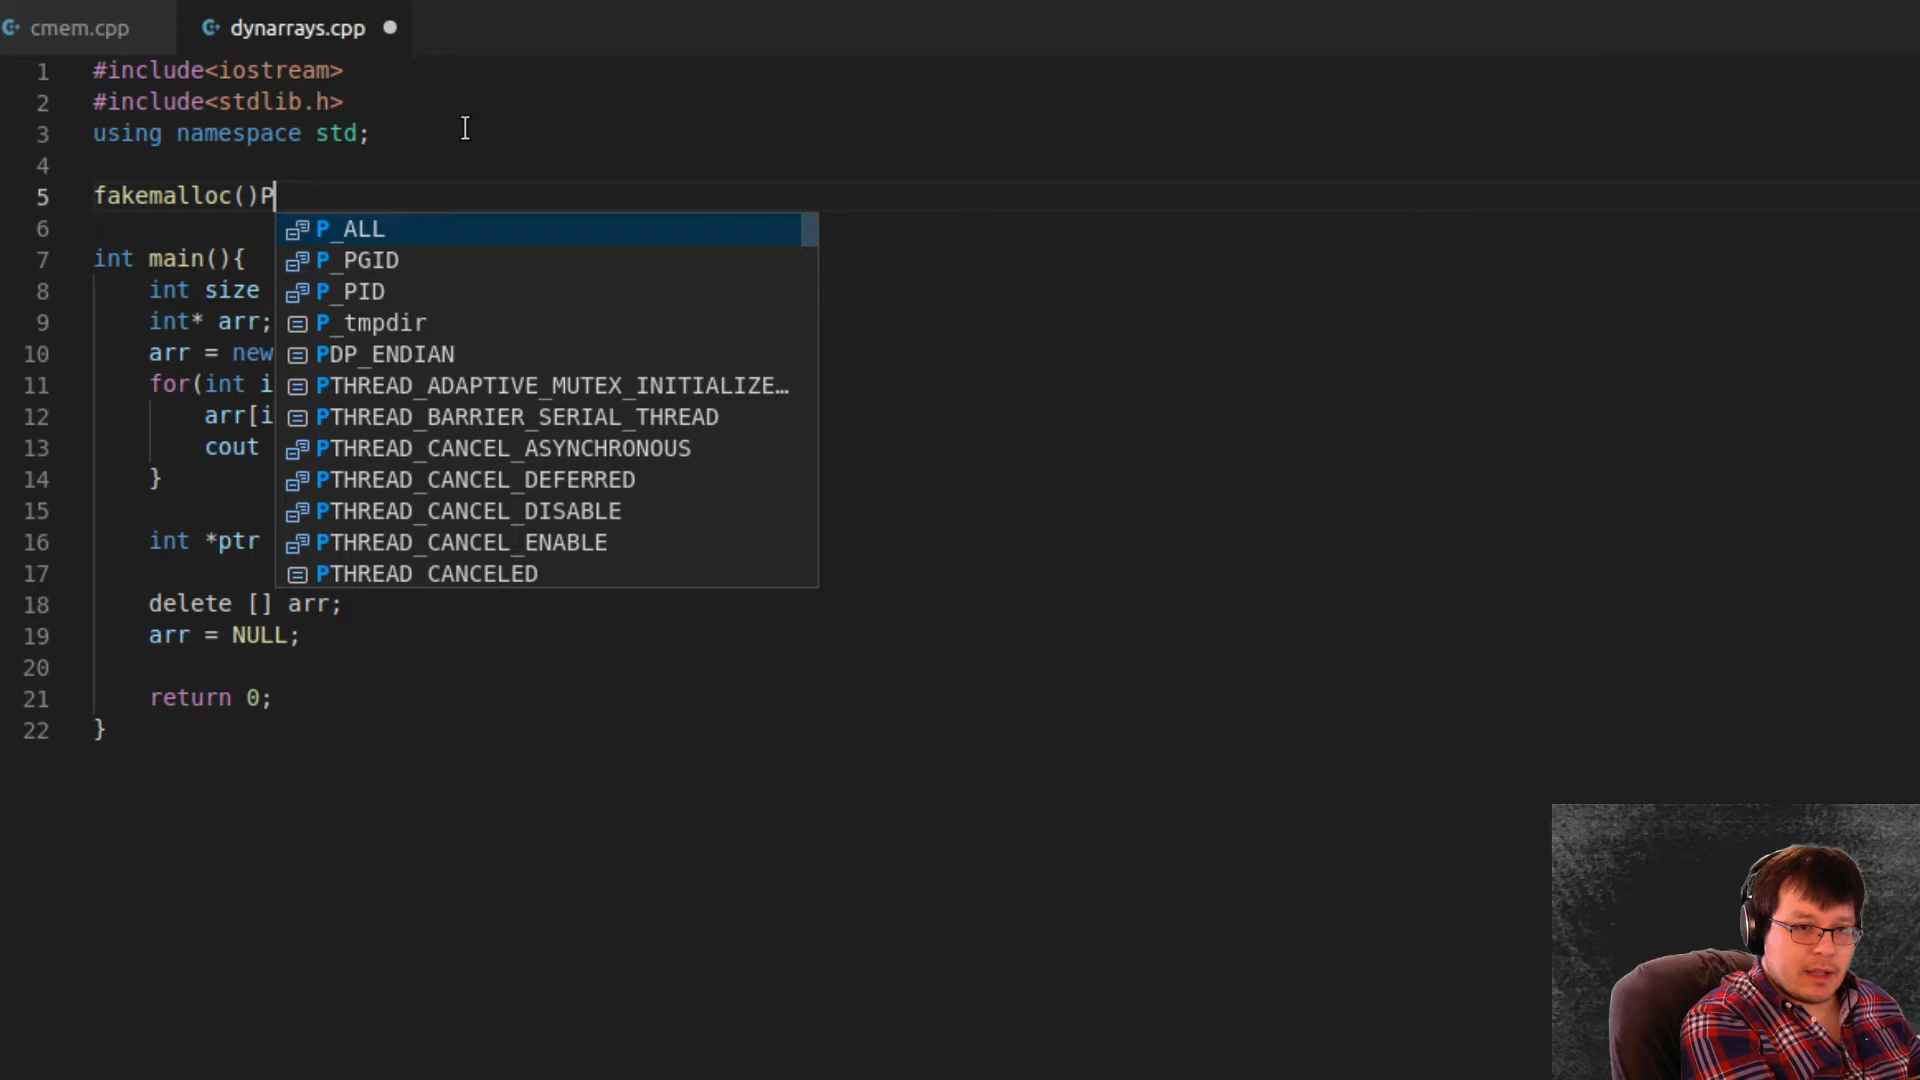 cmem.cpp
dynarrays.cpp
1 #include<iostream>
2 #include<stdlib.h>
3 using namespace std;
4
5 fakemalloc()P
6
7 int main(){
8 int size
9 int* arr;
10 arr = new
11 for(int i
12 arr[i
13 cout
14 }
15
16 int *ptr
17
18 delete [] arr;
19 arr = NULL;
20
21 return 0;
22 }
P_ALL
P_PGID
P_PID
P_tmpdir
PDP_ENDIAN
PTHREAD_ADAPTIVE_MUTEX_INITIALIZE…
PTHREAD_BARRIER_SERIAL_THREAD
PTHREAD_CANCEL_ASYNCHRONOUS
PTHREAD_CANCEL_DEFERRED
PTHREAD_CANCEL_DISABLE
PTHREAD_CANCEL_ENABLE
PTHREAD_CANCELED